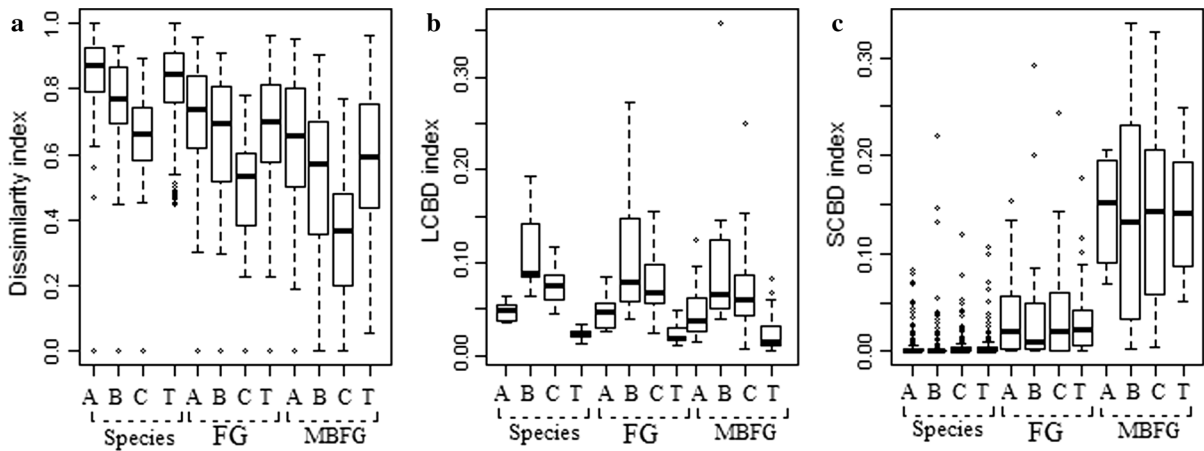 a
Dissimilarity index
1.0
0.8
0.6
0.4
0.2
0.0
A B C T A B C T A B C T
Species FG MBFG
b
LCBD index
0.30
0.20
0.10
0.00
A B C T A B C T A B C T
Species FG MBFG
c
SCBD index
0.30
0.20
0.10
0.00
A B C T A B C T A B C T
Species FG MBFG